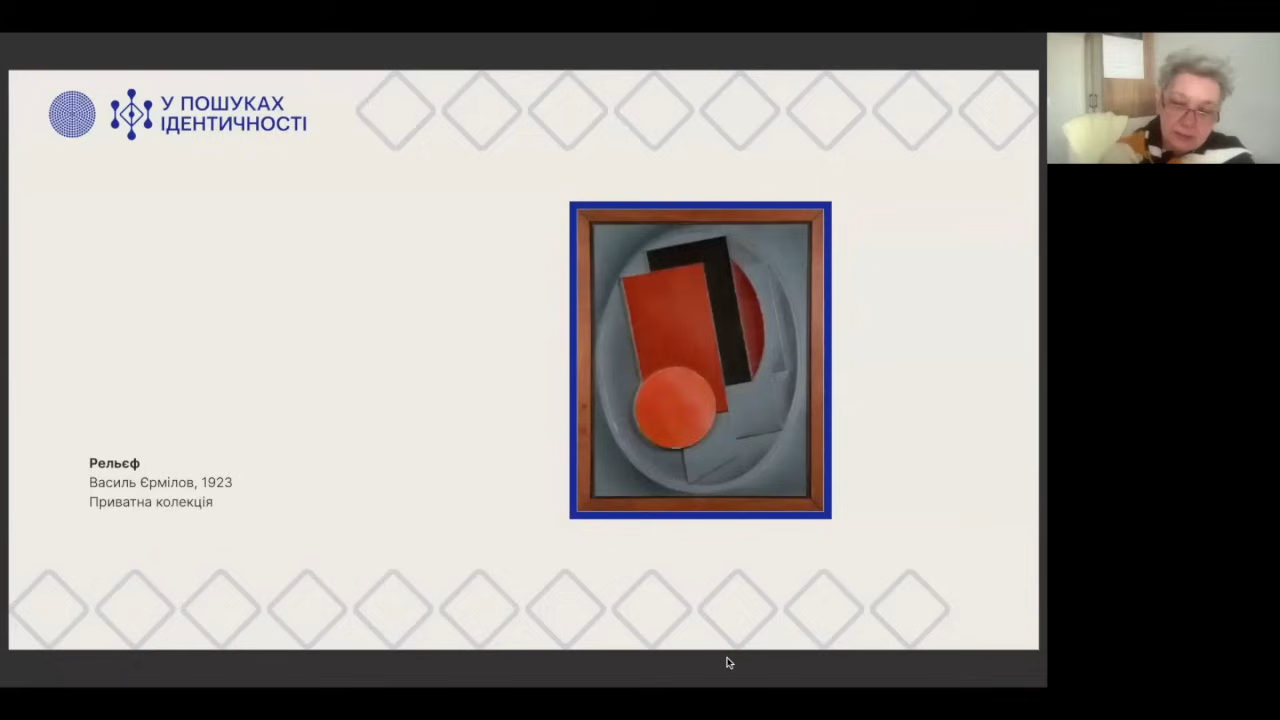 У ПОШУКАХ
ІДЕНТИЧНОСТІ
Рельєф
Василь Єрмілов, 1923
Приватна колекція